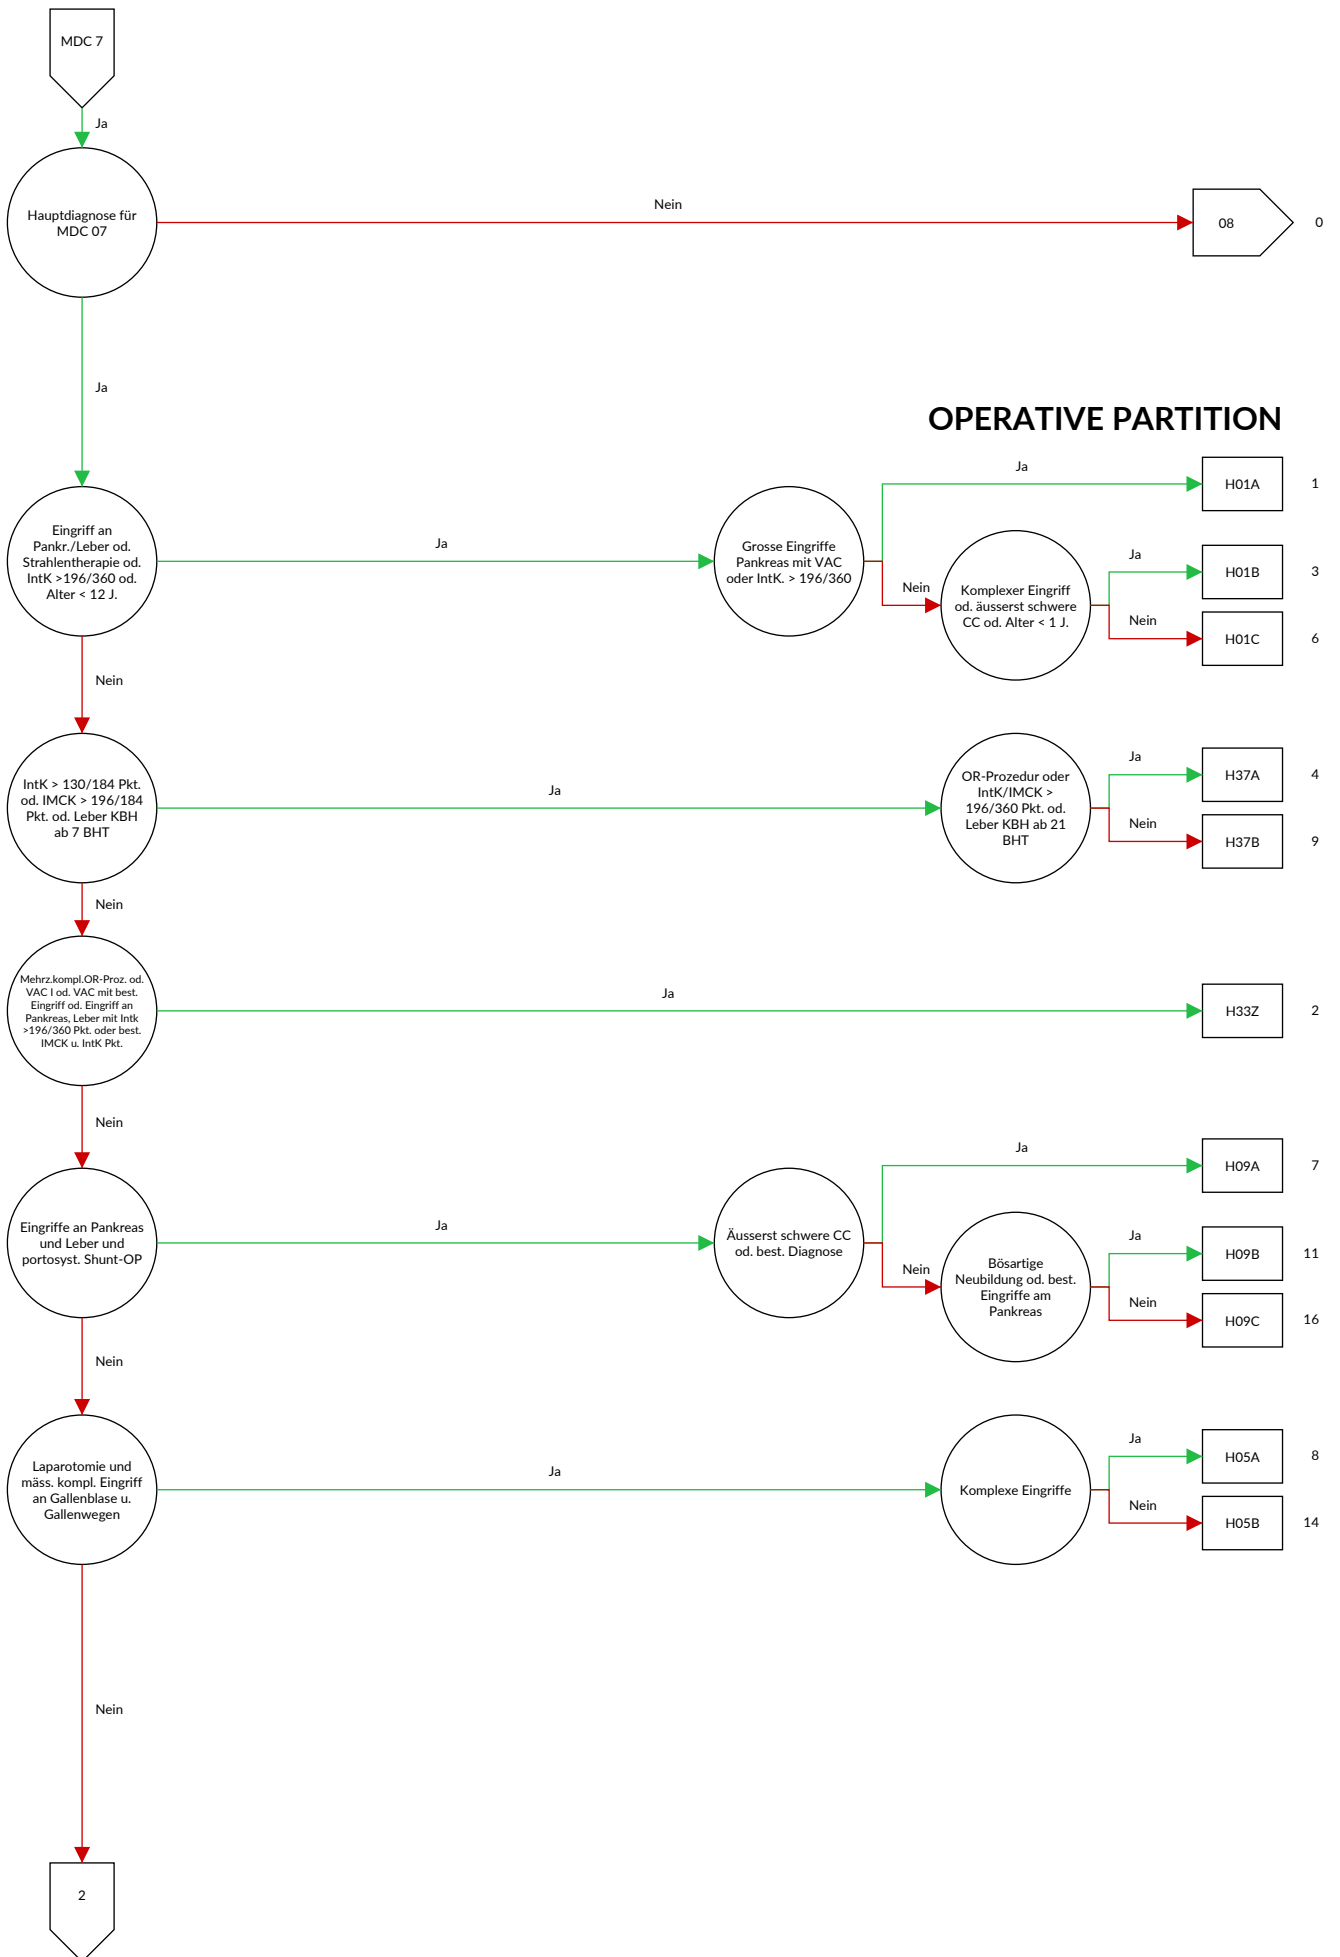 MDC 7
Ja
Hauptdiagnose für
MDC 07
Nein
08
0
Ja
OPERATIVE PARTITION
Eingriff an
Pankr./Leber od.
Strahlentherapie od.
IntK >196/360 od.
Alter < 12 J.
Ja
Grosse Eingriffe
Pankreas mit VAC
oder IntK. > 196/360
Ja
H01A
1
Nein
Komplexer Eingriff
od. äusserst schwere
CC od. Alter < 1 J.
Ja
H01B
3
Nein
H01C
6
Nein
IntK > 130/184 Pkt.
od. IMCK > 196/184
Pkt. od. Leber KBH
ab 7 BHT
Ja
OR-Prozedur oder
IntK/IMCK >
196/360 Pkt. od.
Leber KBH ab 21
BHT
Ja
H37A
4
Nein
H37B
9
Nein
Mehrz.kompl.OR-Proz. od.
VAC I od. VAC mit best.
Eingriff od. Eingriff an
Pankreas, Leber mit Intk
>196/360 Pkt. oder best.
IMCK u. IntK Pkt.
Ja
H33Z
2
Nein
Eingriffe an Pankreas
und Leber und
portosyst. Shunt-OP
Ja
Äusserst schwere CC
od. best. Diagnose
Ja
H09A
7
Nein
Bösartige
Neubildung od. best.
Eingriffe am
Pankreas
Ja
H09B
11
Nein
H09C
16
Nein
Laparotomie und
mäss. kompl. Eingriff
an Gallenblase u.
Gallenwegen
Ja
Komplexe Eingriffe
Ja
H05A
8
Nein
H05B
14
Nein
2